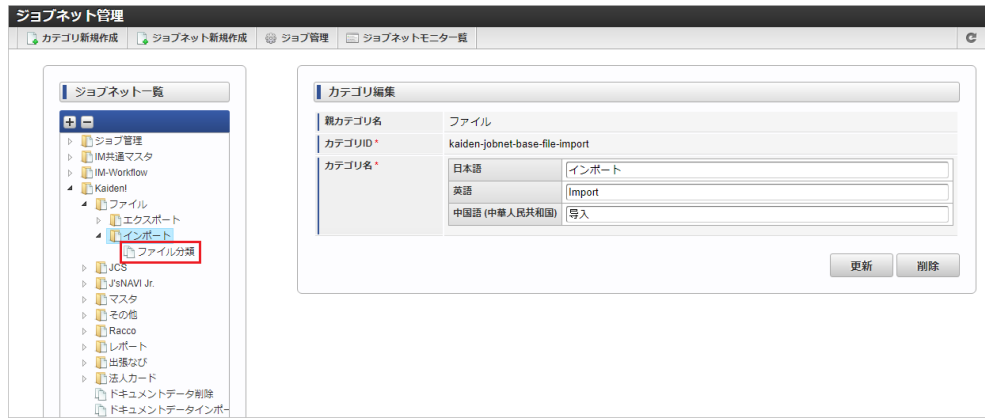 ジョブネット管理
カテゴリ新規作成 ジョブネット新規作成 ジョブ管理 ジョブネットモニタ一覧
ジョブネット一覧
ジョブ管理
IM共通マスタ
IM-Workflow
Kaiden!
ファイル
エクスポート
インポート
ファイル分類
JCS
J'sNAVI Jr.
マスタ
その他
Racco
レポート
出張なび
法人カード
ドキュメントデータ削除
ドキュメントデータインポー
カテゴリ編集
親カテゴリ名 ファイル
カテゴリID* kaiden-jobnet-base-file-import
カテゴリ名*
日本語 インポート
英語 Import
中国語 (中華人民共和国) 导入
更新 削除